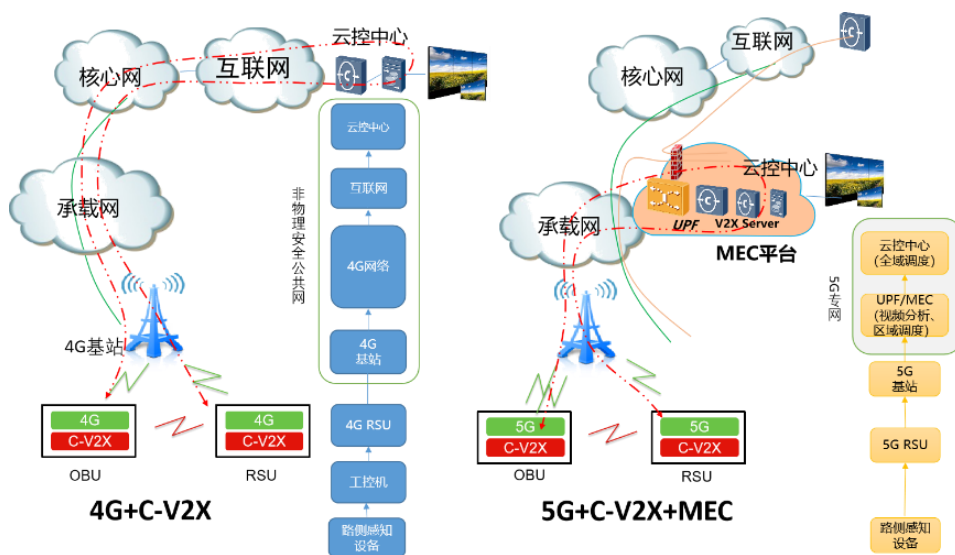 云控中心
核心网
互联网
承载网
4G基站
4G
C-V2X
OBU
4G
C-V2X
RSU
4G+C-V2X
非物理安全公共网
云控中心
互联网
4G网络
4G
基站
4G RSU
工控机
路侧感知
设备
互联网
核心网
承载网
云控中心
UPF
V2X Server
MEC平台
5G
C-V2X
OBU
5G
C-V2X
RSU
5G+C-V2X+MEC
5G专网
云控中心
(全域调度)
UPF/MEC
(视频分析、
区域调度)
5G
基站
5G RSU
路侧感知
设备